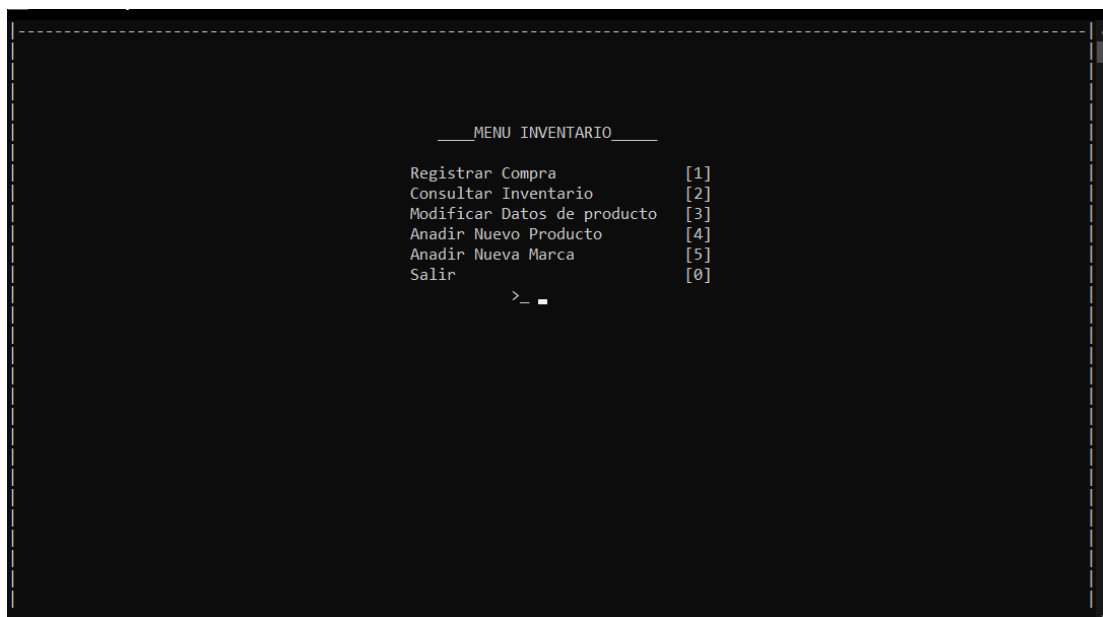 ____MENU INVENTARIO_____
Registrar Compra [1]
Consultar Inventario [2]
Modificar Datos de producto [3]
Anadir Nuevo Producto [4]
Anadir Nueva Marca [5]
Salir [0]
>_